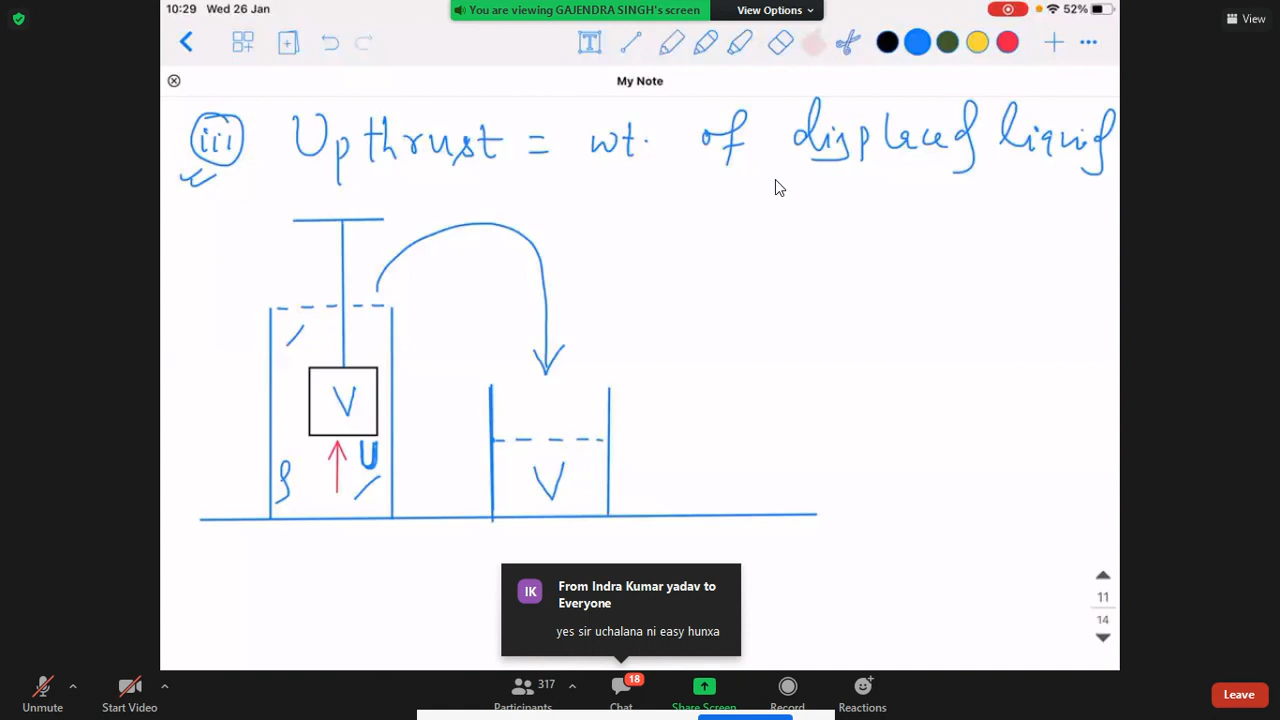 10:29 Wed 26 Jan
You are viewing GAJENDRA SINGH's screen
View Options
52%
View
My Note
iii Upthrust = wt. of displaced liquid
V
U
ρ
V
11
14
From Indra Kumar yadav to
Everyone
yes sir uchalana ni easy hunxa
IK
Unmute
Start Video
317
Participants
18
Chat
Share Screen
Record
Reactions
Leave